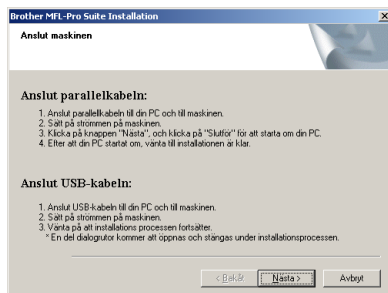 Brother MFL-Pro Suite Installation
Anslut maskinen
Anslut parallelkabeln:
1. Anslut parallellkabeln till din PC och till maskinen.
2. Sätt på strömmen på maskinen.
3. Klicka på knappen "Nästa", och klicka på "Slutför" för att starta om din PC.
4. Efter att din PC startat om, vänta till installationen är klar.
Anslut USB-kabeln:
1. Anslut USB-kabeln till din PC och till maskinen.
2. Sätt på strömmen på maskinen.
3. Vänta på att installations processen fortsätter.
* En del dialogrutor kommer att öppnas och stängas under installationsprocessen.
< Bakåt Nästa > Avbryt